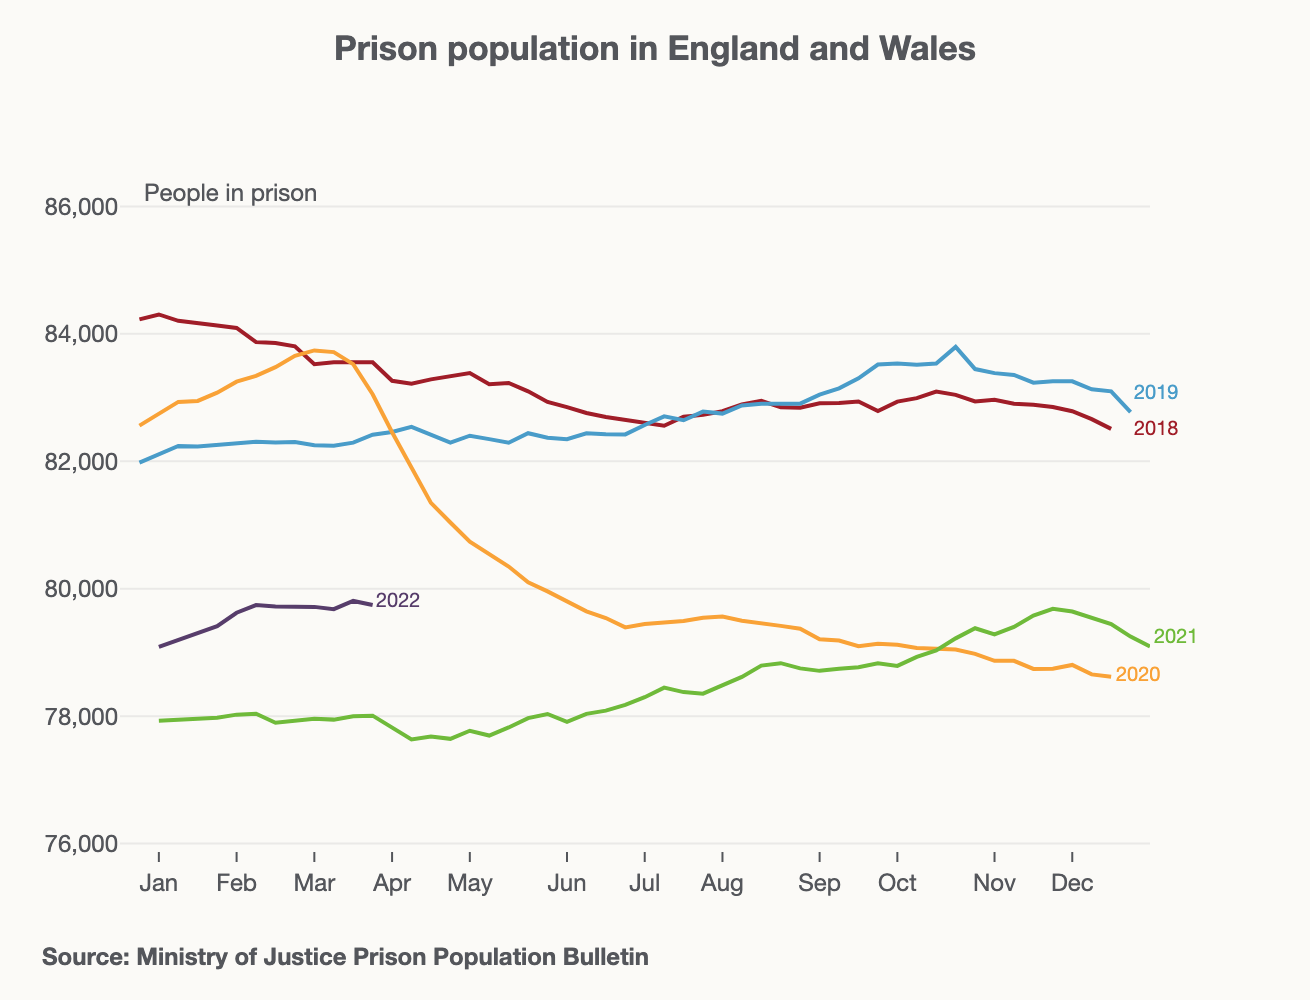 Prison population in England and Wales
People in prison
86,000
84,000
82,000
80,000
78,000
76,000
2019
2018
2022
2021
2020
Jan Feb Mar Apr May Jun Jul Aug Sep Oct Nov Dec
Source: Ministry of Justice Prison Population Bulletin